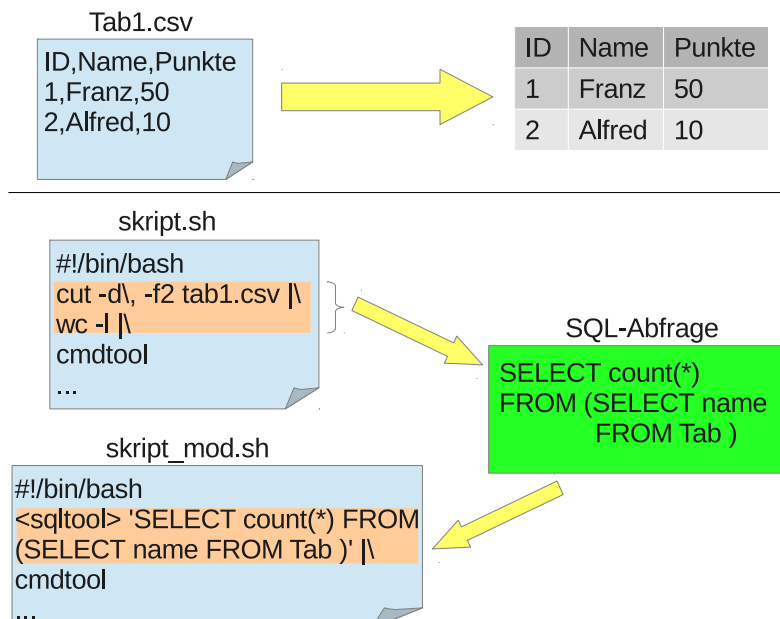 Tab1.csv
ID,Name,Punkte
1,Franz,50
2,Alfred,10
ID Name Punkte
1 Franz 50
2 Alfred 10
skript.sh
#!/bin/bash
cut -d\, -f2 tab1.csv |\
wc -l |\
cmdtool
...
SQL-Abfrage
SELECT count(*)
FROM (SELECT name
FROM Tab )
skript_mod.sh
#!/bin/bash
<sqltool> 'SELECT count(*) FROM
(SELECT name FROM Tab )' |\
cmdtool
...